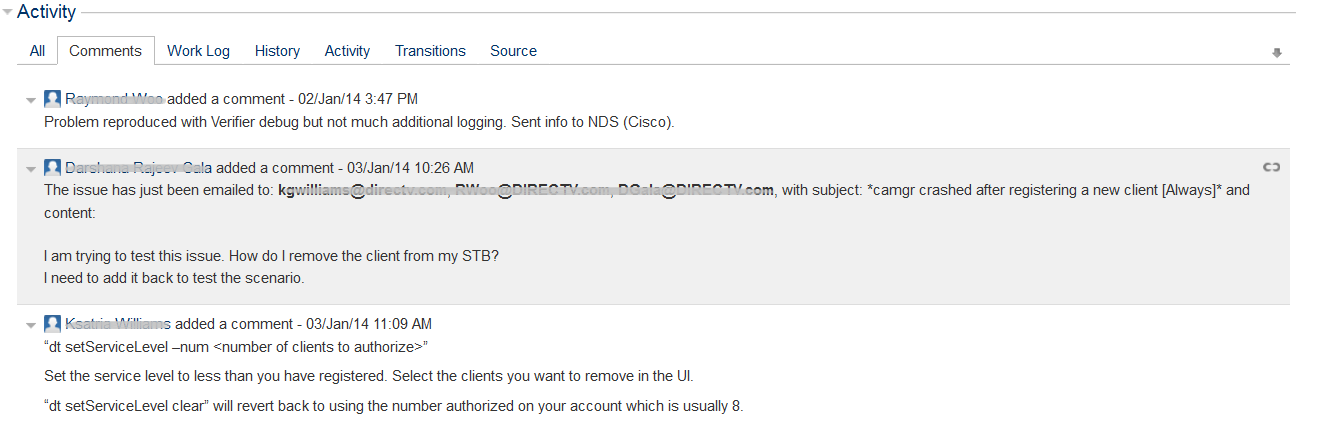 Activity
All Comments Work Log History Activity Transitions Source
added a comment - 02/Jan/14 3:47 PM
Problem reproduced with Verifier debug but not much additional logging. Sent info to NDS (Cisco).
added a comment - 03/Jan/14 10:26 AM
The issue has just been emailed to: , with subject: *camgr crashed after registering a new client [Always]* and
content:
I am trying to test this issue. How do I remove the client from my STB?
I need to add it back to test the scenario.
added a comment - 03/Jan/14 11:09 AM
“dt setServiceLevel –num <number of clients to authorize>”
Set the service level to less than you have registered. Select the clients you want to remove in the UI.
“dt setServiceLevel clear” will revert back to using the number authorized on your account which is usually 8.